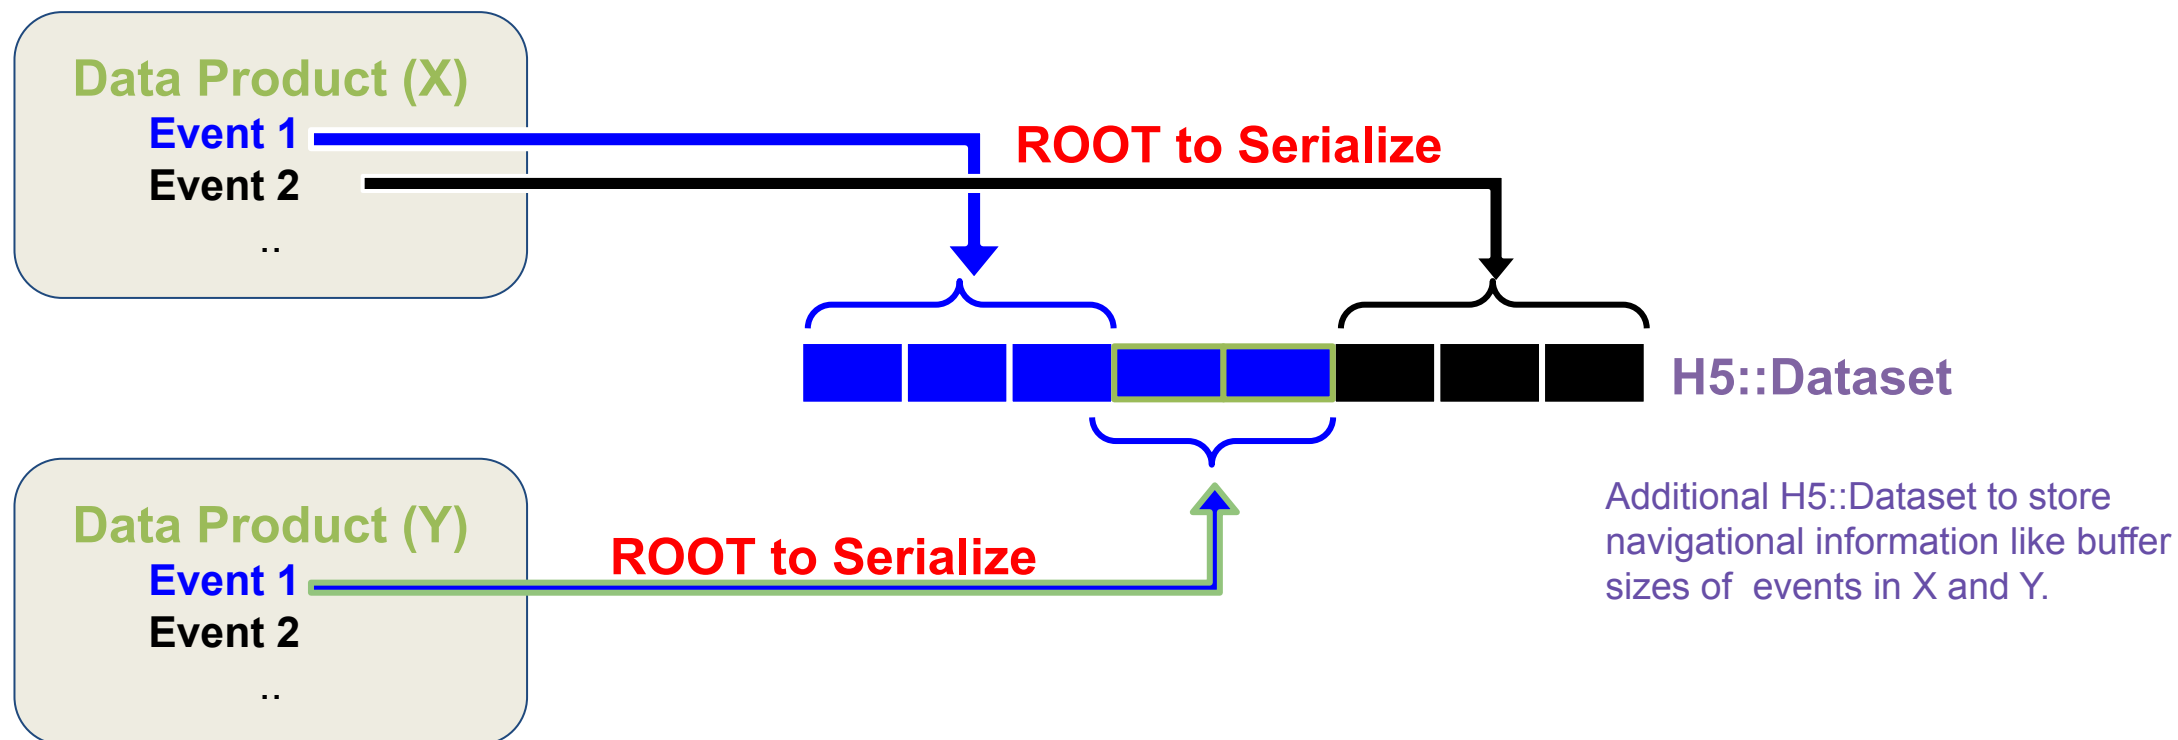 Data Product (X)
Event 1
Event 2
..
ROOT to Serialize
H5::Dataset
Data Product (Y)
Event 1
Event 2
..
ROOT to Serialize
Additional H5::Dataset to store
navigational information like buffer
sizes of  events in X and Y.